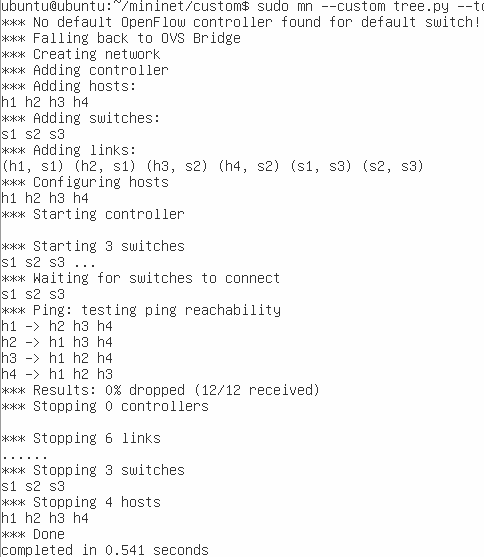 ubuntu@ubuntu:~/mininet/custom$ sudo mn --custom tree.py
*** No default OpenFlow controller found for default switch!
*** Falling back to OVS Bridge
*** Creating network
*** Adding controller
*** Adding hosts:
h1 h2 h3 h4
*** Adding switches:
s1 s2 s3
*** Adding links:
(h1, s1) (h2, s1) (h3, s2) (h4, s2) (s1, s3) (s2, s3)
*** Configuring hosts
h1 h2 h3 h4
*** Starting controller
*** Starting 3 switches
s1 s2 s3 ...
*** Waiting for switches to connect
s1 s2 s3
*** Ping: testing ping reachability
h1 -> h2 h3 h4
h2 -> h1 h3 h4
h3 -> h1 h2 h4
h4 -> h1 h2 h3
*** Results: 0% dropped (12/12 received)
*** Stopping 0 controllers
*** Stopping 6 links
......
*** Stopping 3 switches
s1 s2 s3
*** Stopping 4 hosts
h1 h2 h3 h4
*** Done
completed in 0.541 seconds